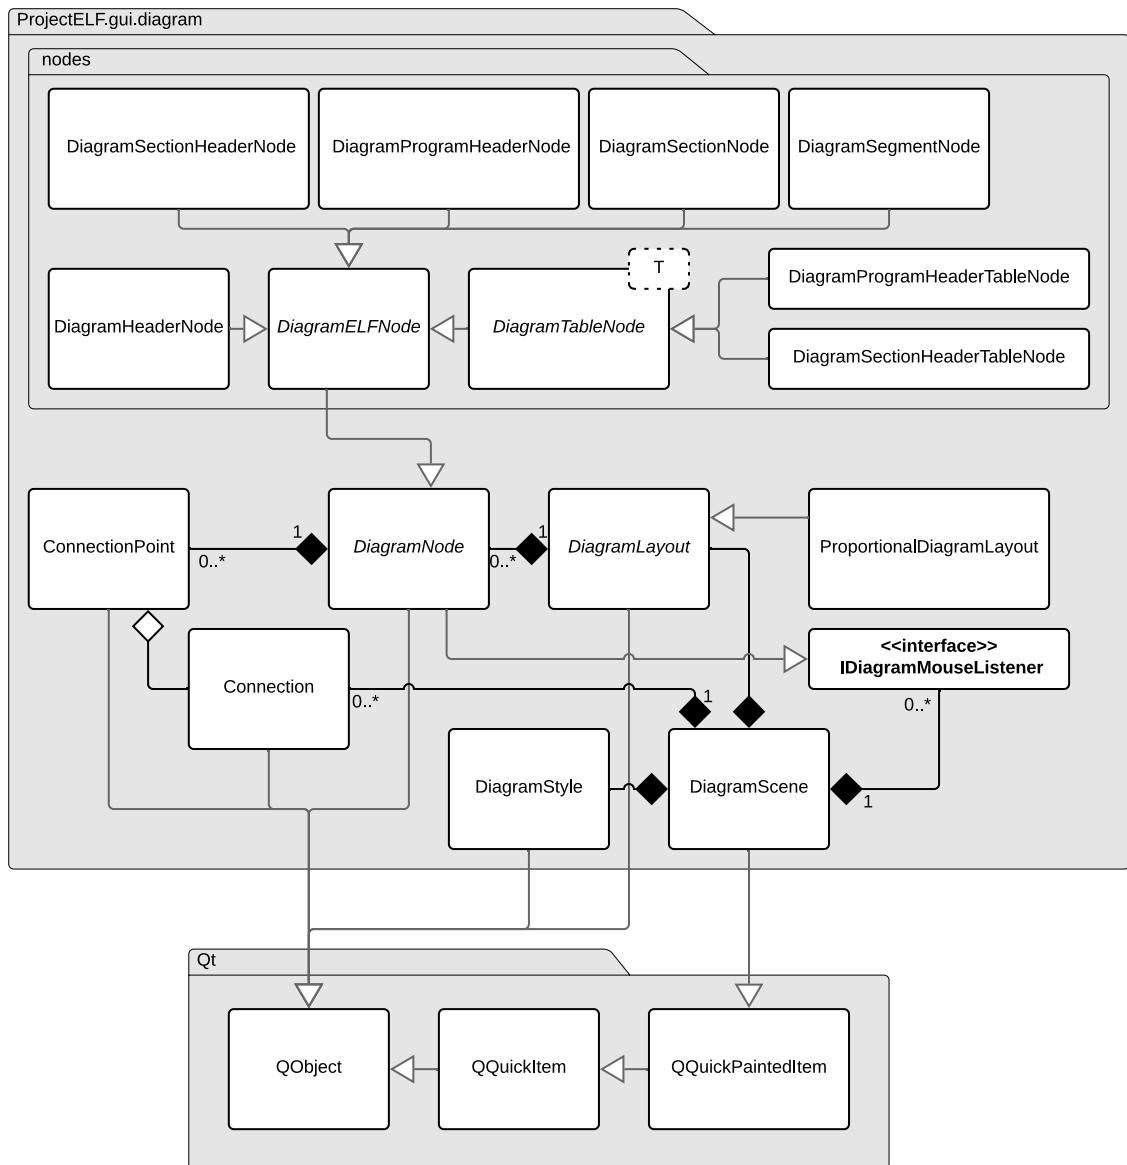 ProjectELF.gui.diagram
nodes
DiagramSectionHeaderNode
DiagramProgramHeaderNode
DiagramSectionNode
DiagramSegmentNode
T
DiagramHeaderNode
DiagramELFNode
DiagramTableNode
DiagramProgramHeaderTableNode
DiagramSectionHeaderTableNode
ConnectionPoint
0..*
1
DiagramNode
0..*
1
DiagramLayout
ProportionalDiagramLayout
Connection
0..*
1
<<interface>>
IDiagramMouseListener
0..*
DiagramStyle
DiagramScene
1
Qt
QObject
QQuickItem
QQuickPaintedItem